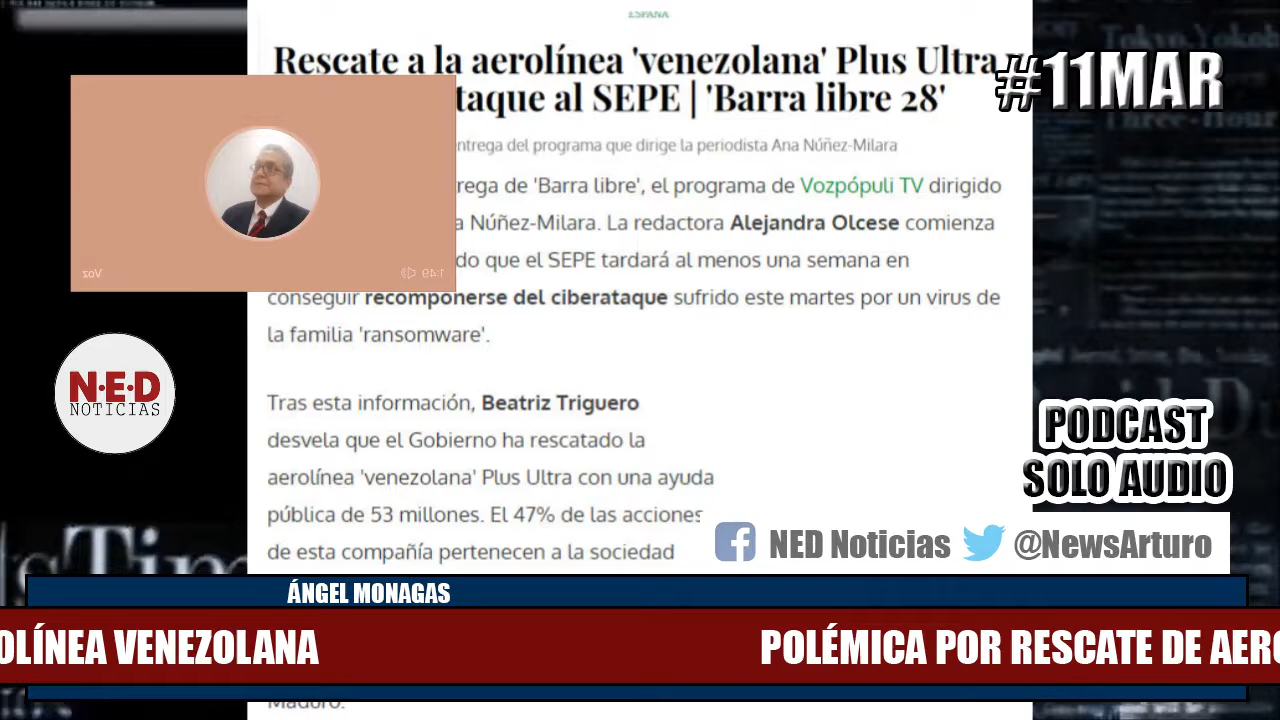 ESPAÑA
Rescate a la aerolínea 'venezolana' Plus Ultra
taque al SEPE | 'Barra libre 28'
#11MAR
ntrega del programa que dirige la periodista Ana Núñez-Milara
rega de 'Barra libre', el programa de Vozpópuli TV dirigido
a Núñez-Milara. La redactora Alejandra Olcese comienza
do que el SEPE tardará al menos una semana en
conseguir recomponerse del ciberataque sufrido este martes por un virus de
la familia 'ransomware'.
Voz
1:49
N·E·D
NOTICIAS
Tras esta información, Beatriz Triguero
desvela que el Gobierno ha rescatado la
aerolínea 'venezolana' Plus Ultra con una ayuda
pública de 53 millones. El 47% de las acciones
de esta compañía pertenecen a la sociedad
PODCAST
SOLO AUDIO
NED Noticias @NewsArturo
ÁNGEL MONAGAS
OLÍNEA VENEZOLANA POLÉMICA POR RESCATE DE AERO
Maduro.